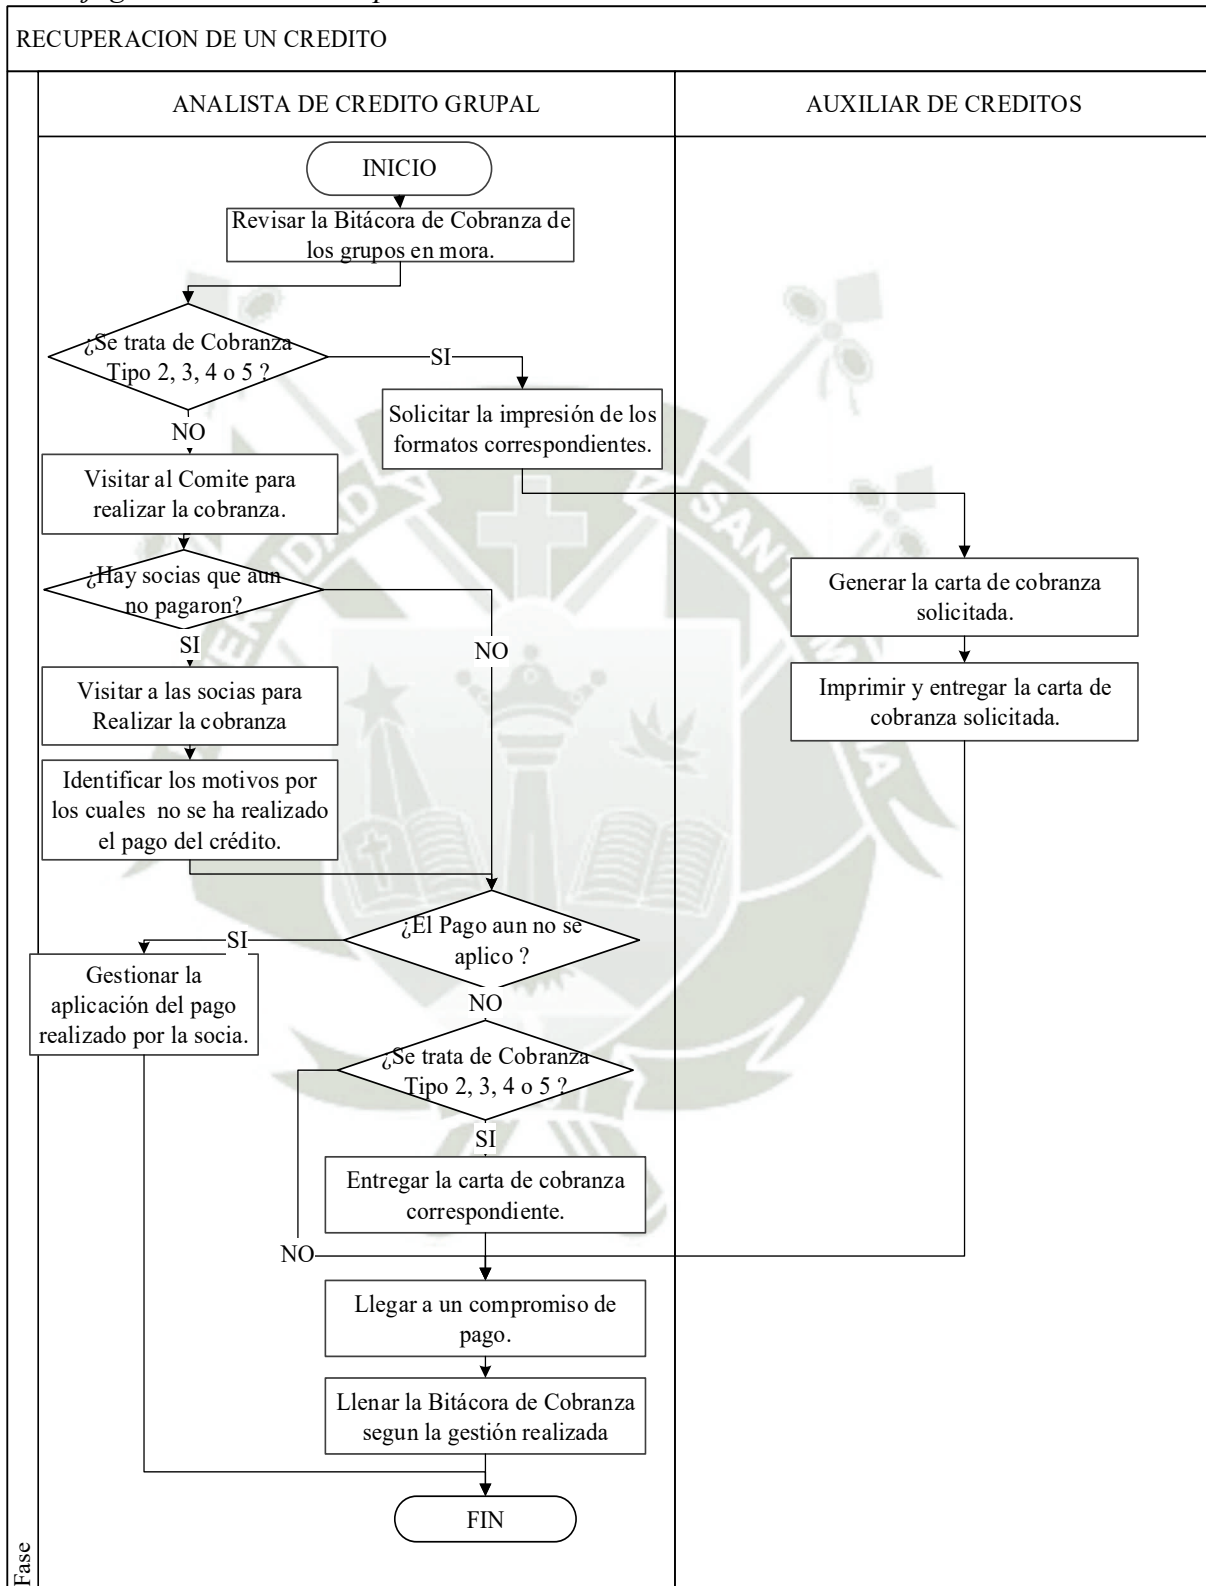 RECUPERACION DE UN CREDITO
ANALISTA DE CREDITO GRUPAL
AUXILIAR DE CREDITOS
INICIO
Revisar la Bitácora de Cobranza de
los grupos en mora.
¿Se trata de Cobranza
Tipo 2, 3, 4 o 5 ?
SI
Solicitar la impresión de los
formatos correspondientes.
NO
Visitar al Comite para
realizar la cobranza.
¿Hay socias que aun
no pagaron?
Generar la carta de cobranza
solicitada.
SI
NO
Visitar a las socias para
Realizar la cobranza
Imprimir y entregar la carta de
cobranza solicitada.
Identificar los motivos por
los cuales no se ha realizado
el pago del crédito.
¿El Pago aun no se
aplico ?
SI
Gestionar la
aplicación del pago
realizado por la socia.
NO
¿Se trata de Cobranza
Tipo 2, 3, 4 o 5 ?
SI
Entregar la carta de cobranza
correspondiente.
NO
Llegar a un compromiso de
pago.
Llenar la Bitácora de Cobranza
segun la gestión realizada
FIN
Fase